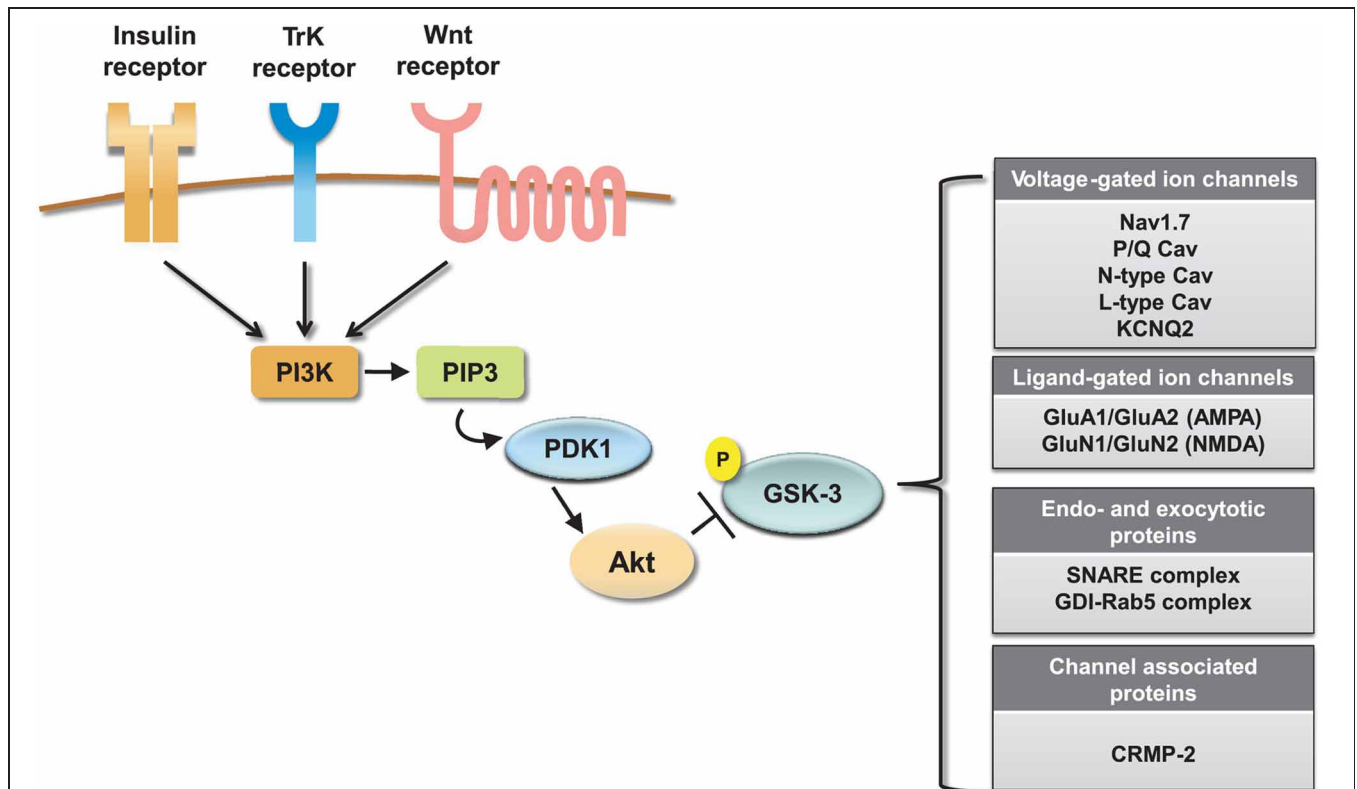 Insulin
receptor
TrK
receptor
Wnt
receptor
PI3K
PIP3
PDK1
Akt
P
GSK-3
Voltage-gated ion channels
Nav1.7
P/Q Cav
N-type Cav
L-type Cav
KCNQ2
Ligand-gated ion channels
GluA1/GluA2 (AMPA)
GluN1/GluN2 (NMDA)
Endo- and exocytotic
proteins
SNARE complex
GDI-Rab5 complex
Channel associated
proteins
CRMP-2